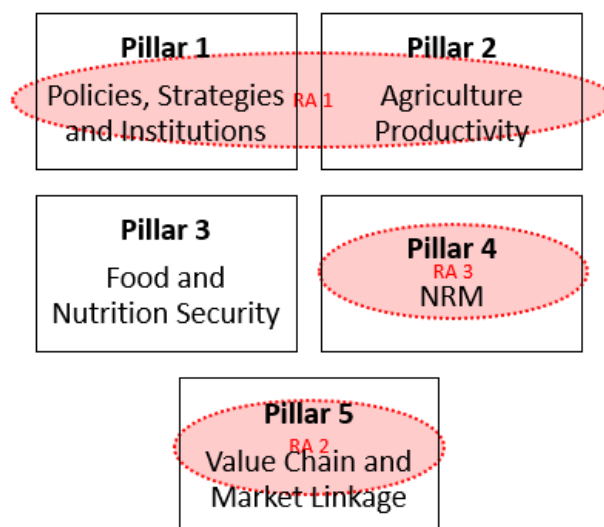 Pillar 1
Policies, Strategies
and Institutions
RA 1
Pillar 2
Agriculture
Productivity
Pillar 3
Food and
Nutrition Security
Pillar 4
RA 3
NRM
Pillar 5
RA 2
Value Chain and
Market Linkage